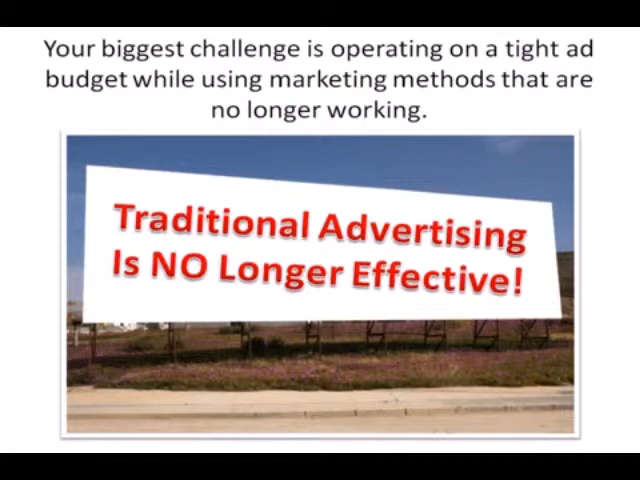 Your biggest challenge is operating on a tight ad
budget while using marketing methods that are
no longer working.
Traditional Advertising
Is NO Longer Effective!